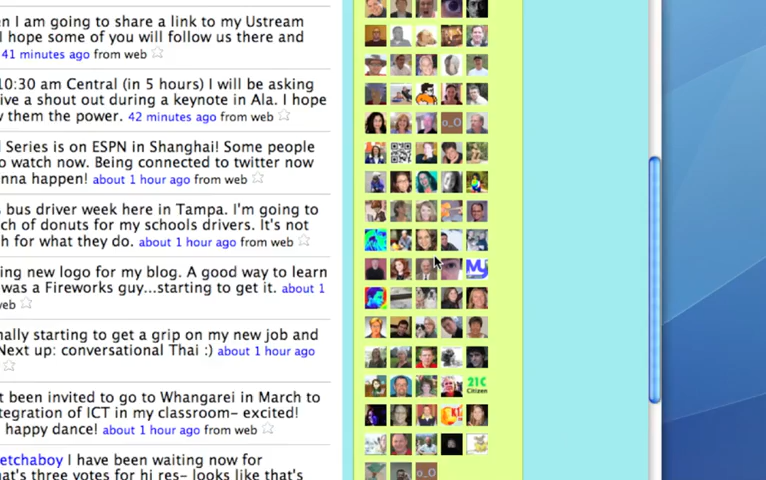 n I am going to share a link to my Ustream
I hope some of you will follow us there and
41 minutes ago from web
10:30 am Central (in 5 hours) I will be asking
ive a shout out during a keynote in Ala. I hope
w them the power. 42 minutes ago from web
l Series is on ESPN in Shanghai! Some people
o watch now. Being connected to twitter now
nna happen! about 1 hour ago from web
s bus driver week here in Tampa. I'm going to
ch of donuts for my schools drivers. It's not
h for what they do. about 1 hour ago from web
ing new logo for my blog. A good way to learn
was a Fireworks guy...starting to get it. about 1
veb
nally starting to get a grip on my new job and
Next up: conversational Thai :) about 1 hour ago
t been invited to go to Whangarei in March to
tegration of ICT in my classroom– excited!
happy dance! about 1 hour ago from web
etchaboy I have been waiting now for
hat's three votes for hi res– looks like that's
o_O
MJ
21C
Citizen
o_O